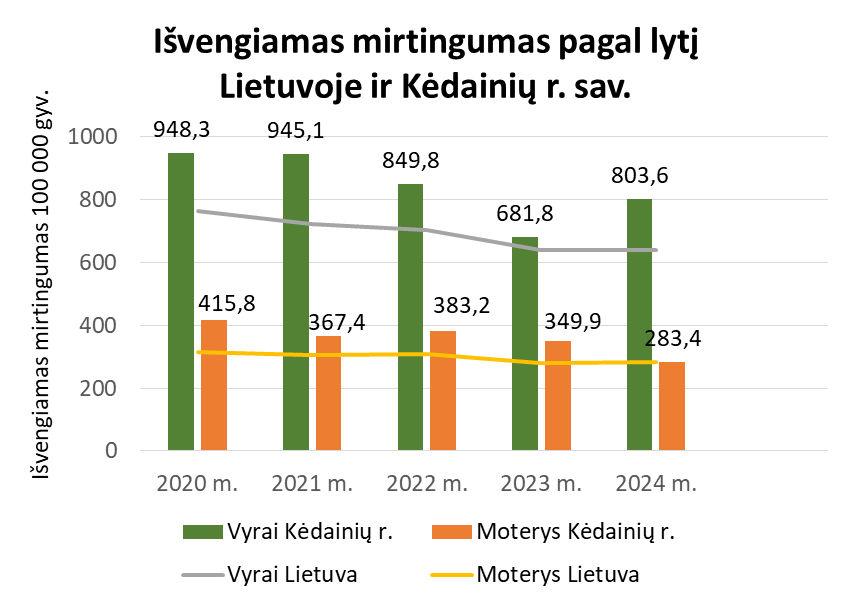 Išvengiamas mirtingumas pagal lytį
Lietuvoje ir Kėdainių r. sav.
Išvengiamas mirtingumas 100 000 gyv.
1000
800
600
400
200
0
948,3
945,1
849,8
681,8
803,6
415,8
367,4
383,2
349,9
283,4
2020 m.
2021 m.
2022 m.
2023 m.
2024 m.
Vyrai Kėdainių r.
Moterys Kėdainių r.
Vyrai Lietuva
Moterys Lietuva